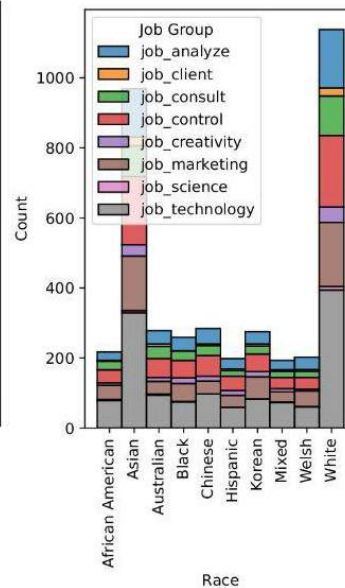 Job Group
job_analyze
job_client
job_consult
job_control
job_creativity
job_marketing
job_science
job_technology
Count
1000
800
600
400
200
0
African American
Asian
Australian
Black
Chinese
Hispanic
Korean
Mixed
Welsh
White
Race